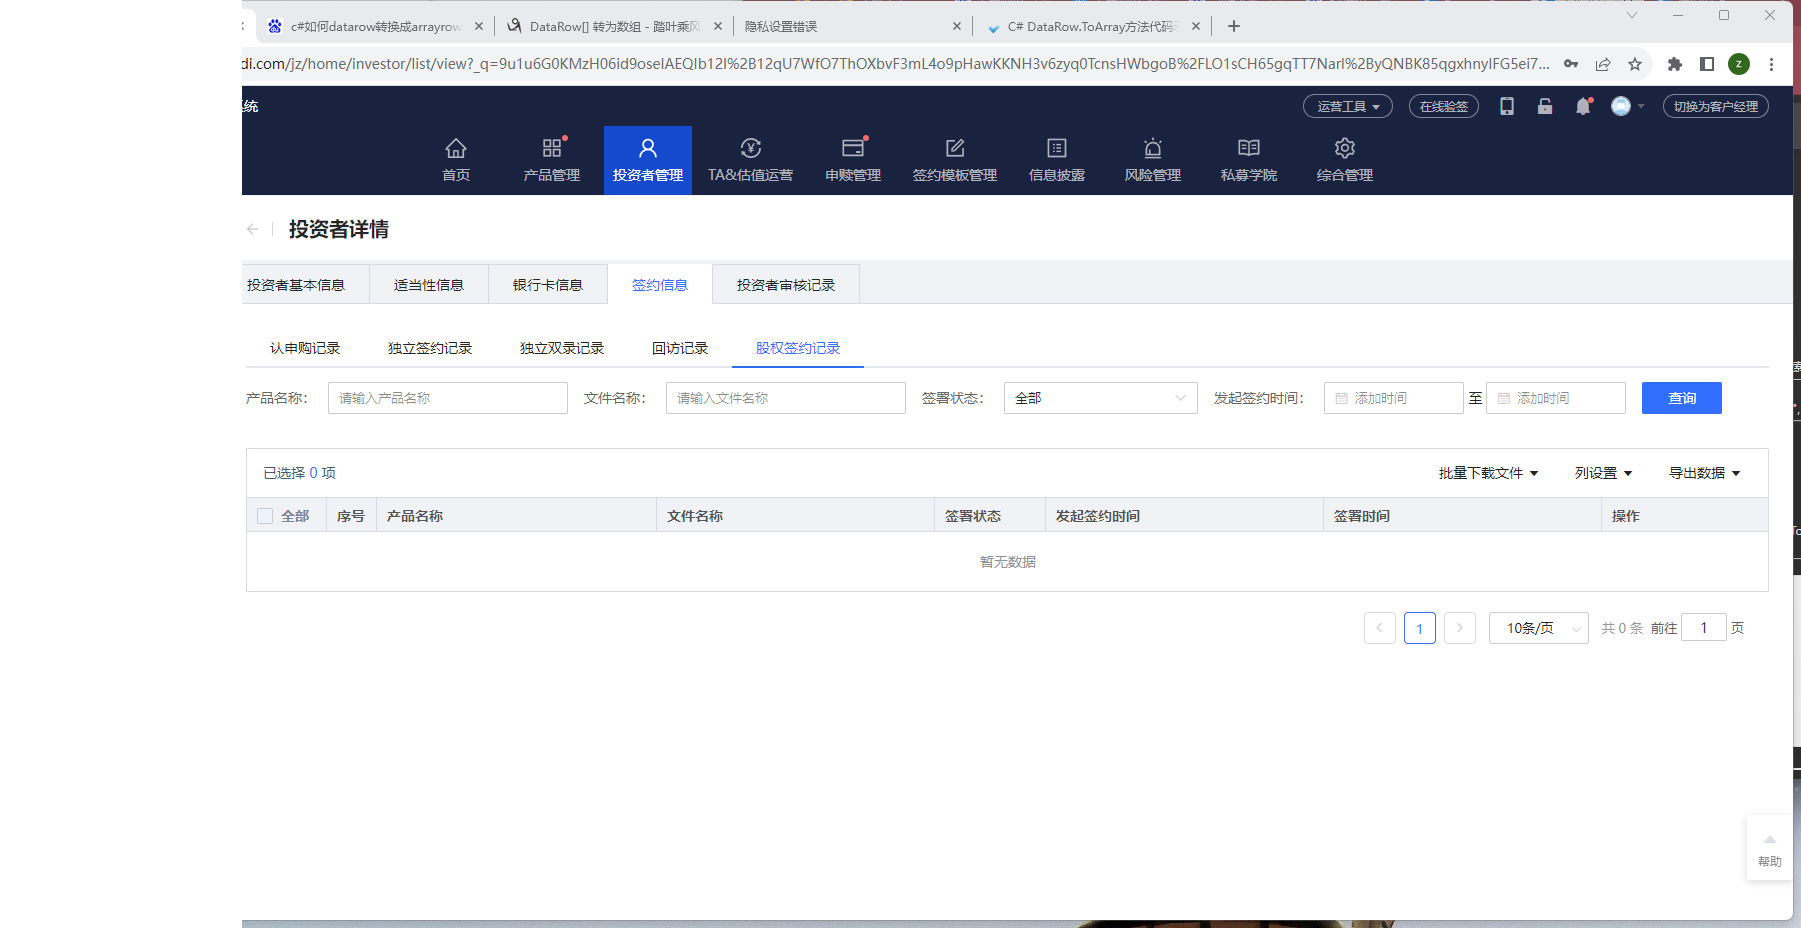 c#如何datarow转换成arrayrow
DataRow[] 转为数组 - 踏叶乘风
隐私设置错误
C# DataRow.ToArray方法代码示
di.com/jz/home/investor/list/view?_q=9u1u6G0KMzH06id9oseIAEQIb12I%2B12qU7WfO7ThOXbvF3mL4o9pHawKKNH3v6zyq0TcnsHWbgoB%2FLO1sCH65gqTT7NarI%2ByQNBK85qgxhnylFG5ei7...
z
系统
运营工具
在线验签
切换为客户经理
首页
产品管理
投资者管理
TA&估值运营
申赎管理
签约模板管理
信息披露
风险管理
私募学院
综合管理
投资者详情
投资者基本信息
适当性信息
银行卡信息
签约信息
投资者审核记录
认申购记录
独立签约记录
独立双录记录
回访记录
股权签约记录
产品名称： 请输入产品名称 文件名称： 请输入文件名称 签署状态： 全部 发起签约时间： 添加时间 至 添加时间 查询
已选择 0 项
批量下载文件
列设置
导出数据
全部 序号 产品名称 文件名称 签署状态 发起签约时间 签署时间 操作
暂无数据
1 10条/页 共 0 条 前往 1 页
帮助